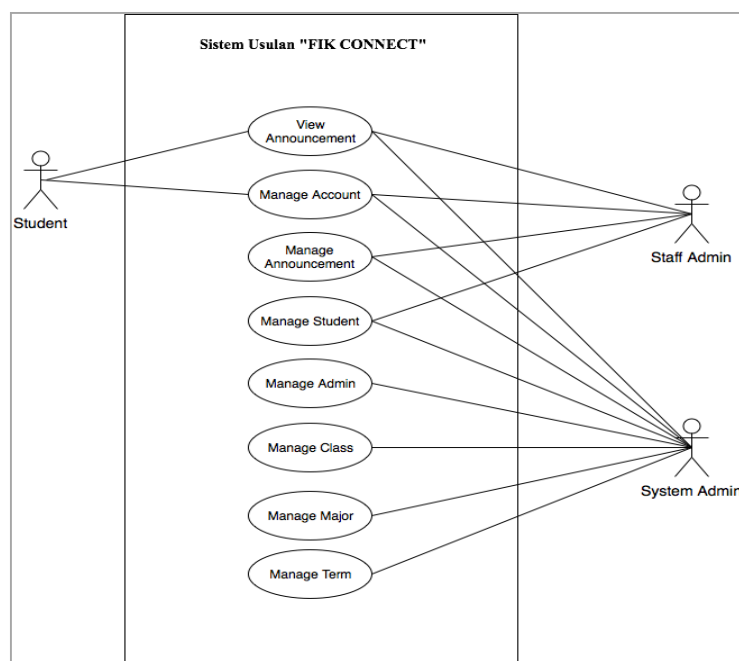 Sistem Usulan "FIK CONNECT"
View
Announcement
Manage Account
Student
Manage
Announcement
Staff Admin
Manage Student
Manage Admin
Manage Class
System Admin
Manage Major
Manage Term